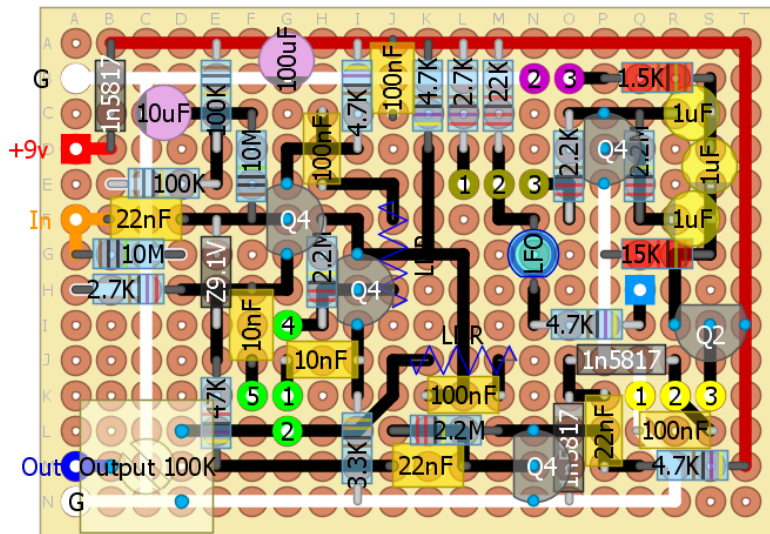 A B C D E F G H I J K L M N O P Q R S T
A
B
C
D
E
F
G
H
I
J
K
L
M
N
G
+9v
In
Out
G
1n5817
10uF
100K
100uF
4.7K
100nF
4.7K
2.7K
22K
2
3
1.5K
1uF
10M
100nF
2.2K
Q4
2.2M
1uF
100K
1
2
3
22nF
Q4
1uF
10M
Z9.1V
2.2M
LDR
LFO
15K
2.7K
Q4
10nF
4
LDR
4.7K
Q2
10nF
1n5817
5
1
100nF
1
2
3
47K
2
3.3K
2.2M
1n5817
22nF
100nF
Output 100K
22nF
Q4
4.7K